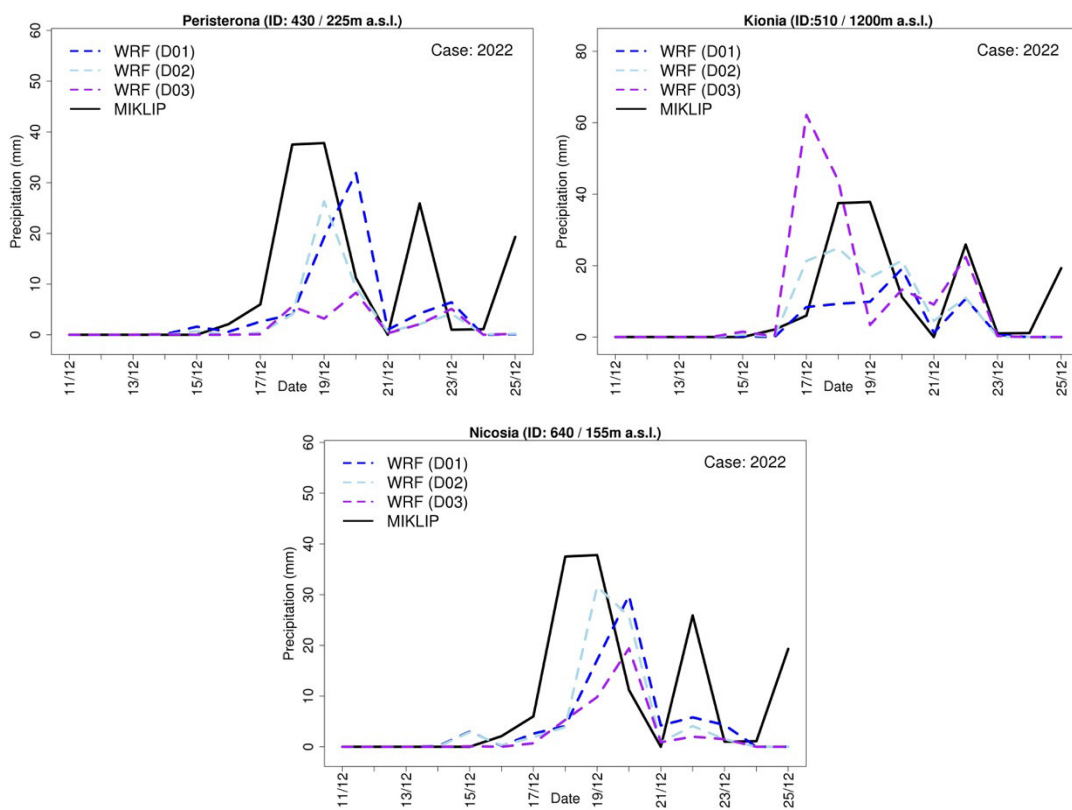 Peristerona (ID: 430 / 225m a.s.l.)
60
50
40
30
20
10
0
Precipitation (mm)
WRF (D01)
WRF (D02)
WRF (D03)
MIKLIP
Case: 2022
11/12
13/12
15/12
17/12
19/12
21/12
23/12
25/12
Date
Kionia (ID:510 / 1200m a.s.l.)
80
60
40
20
0
Precipitation (mm)
WRF (D01)
WRF (D02)
WRF (D03)
MIKLIP
Case: 2022
11/12
13/12
15/12
17/12
19/12
21/12
23/12
25/12
Date
Nicosia (ID: 640 / 155m a.s.l.)
60
50
40
30
20
10
0
Precipitation (mm)
WRF (D01)
WRF (D02)
WRF (D03)
MIKLIP
Case: 2022
11/12
13/12
15/12
17/12
19/12
21/12
23/12
25/12
Date